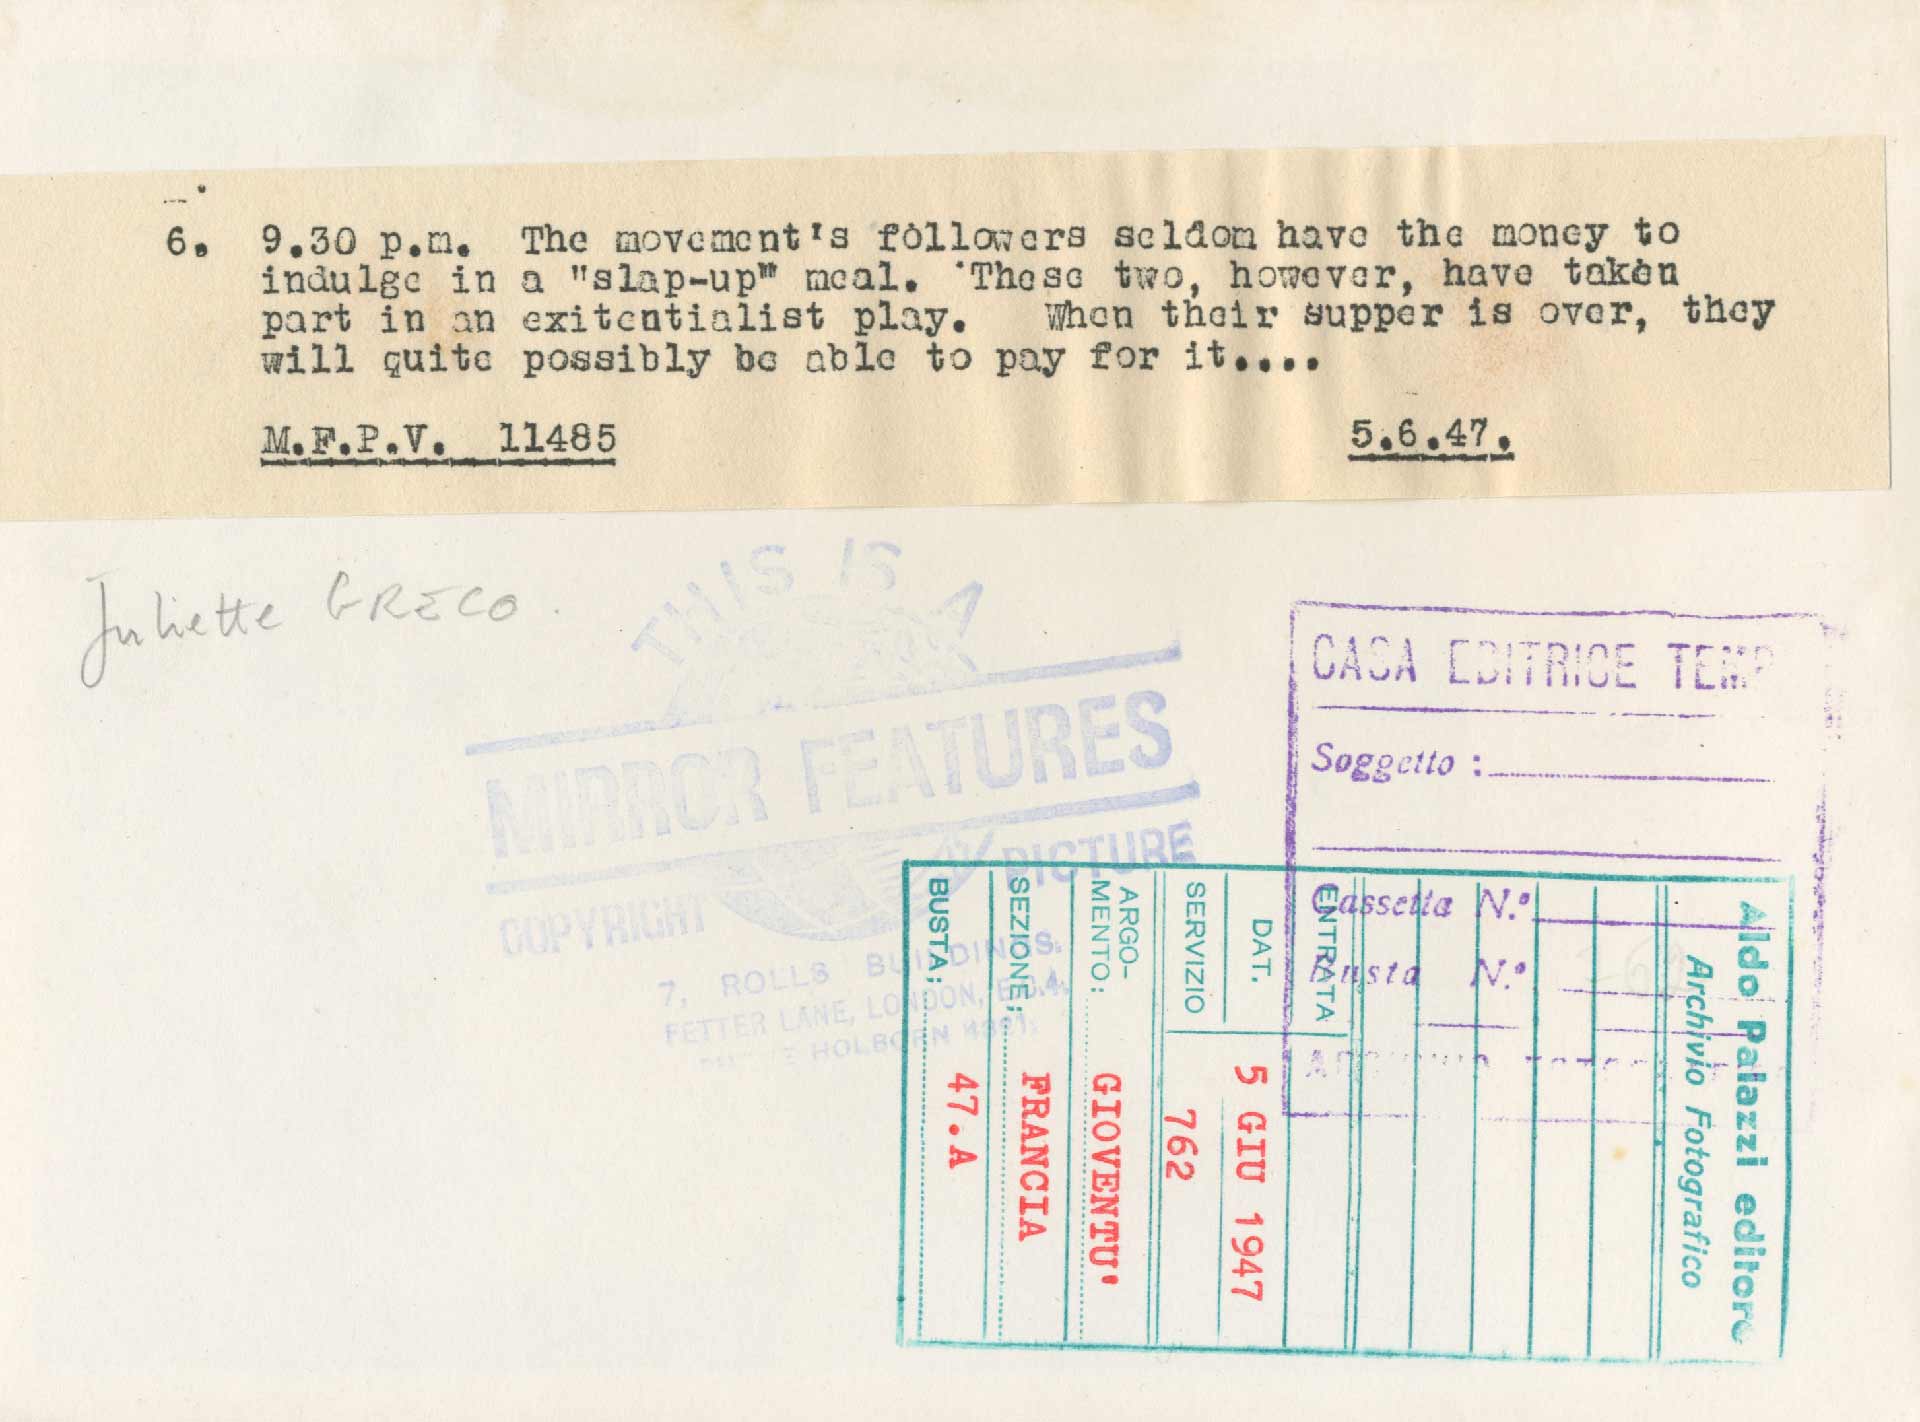 6. 9.30 p.m. The movement's followers seldom have the money to
indulge in a "slap-up" meal. These two, however, have taken
part in an exitentialist play. When their supper is over, they
will quite possibly be able to pay for it....
M.F.P.V. 11485 5.6.47.
Juliette GRECO.
THIS IS A
MIRROR FEATURES
COPYRIGHT PICTURE
7, ROLLS BUILDINGS.
FETTER LANE, LONDON, E.C.4.
HOLBORN 4321.
CASA EDITRICE TEMP
Soggetto :
Cassetta N.º
Busta N.º
Aldo Palazzi editore
Archivio Fotografico
ENTRATA
DAT. 5 GIU 1947
SERVIZIO 762
ARGO-
MENTO: GIOVENTU'
SEZIONE: FRANCIA
BUSTA: 47.A